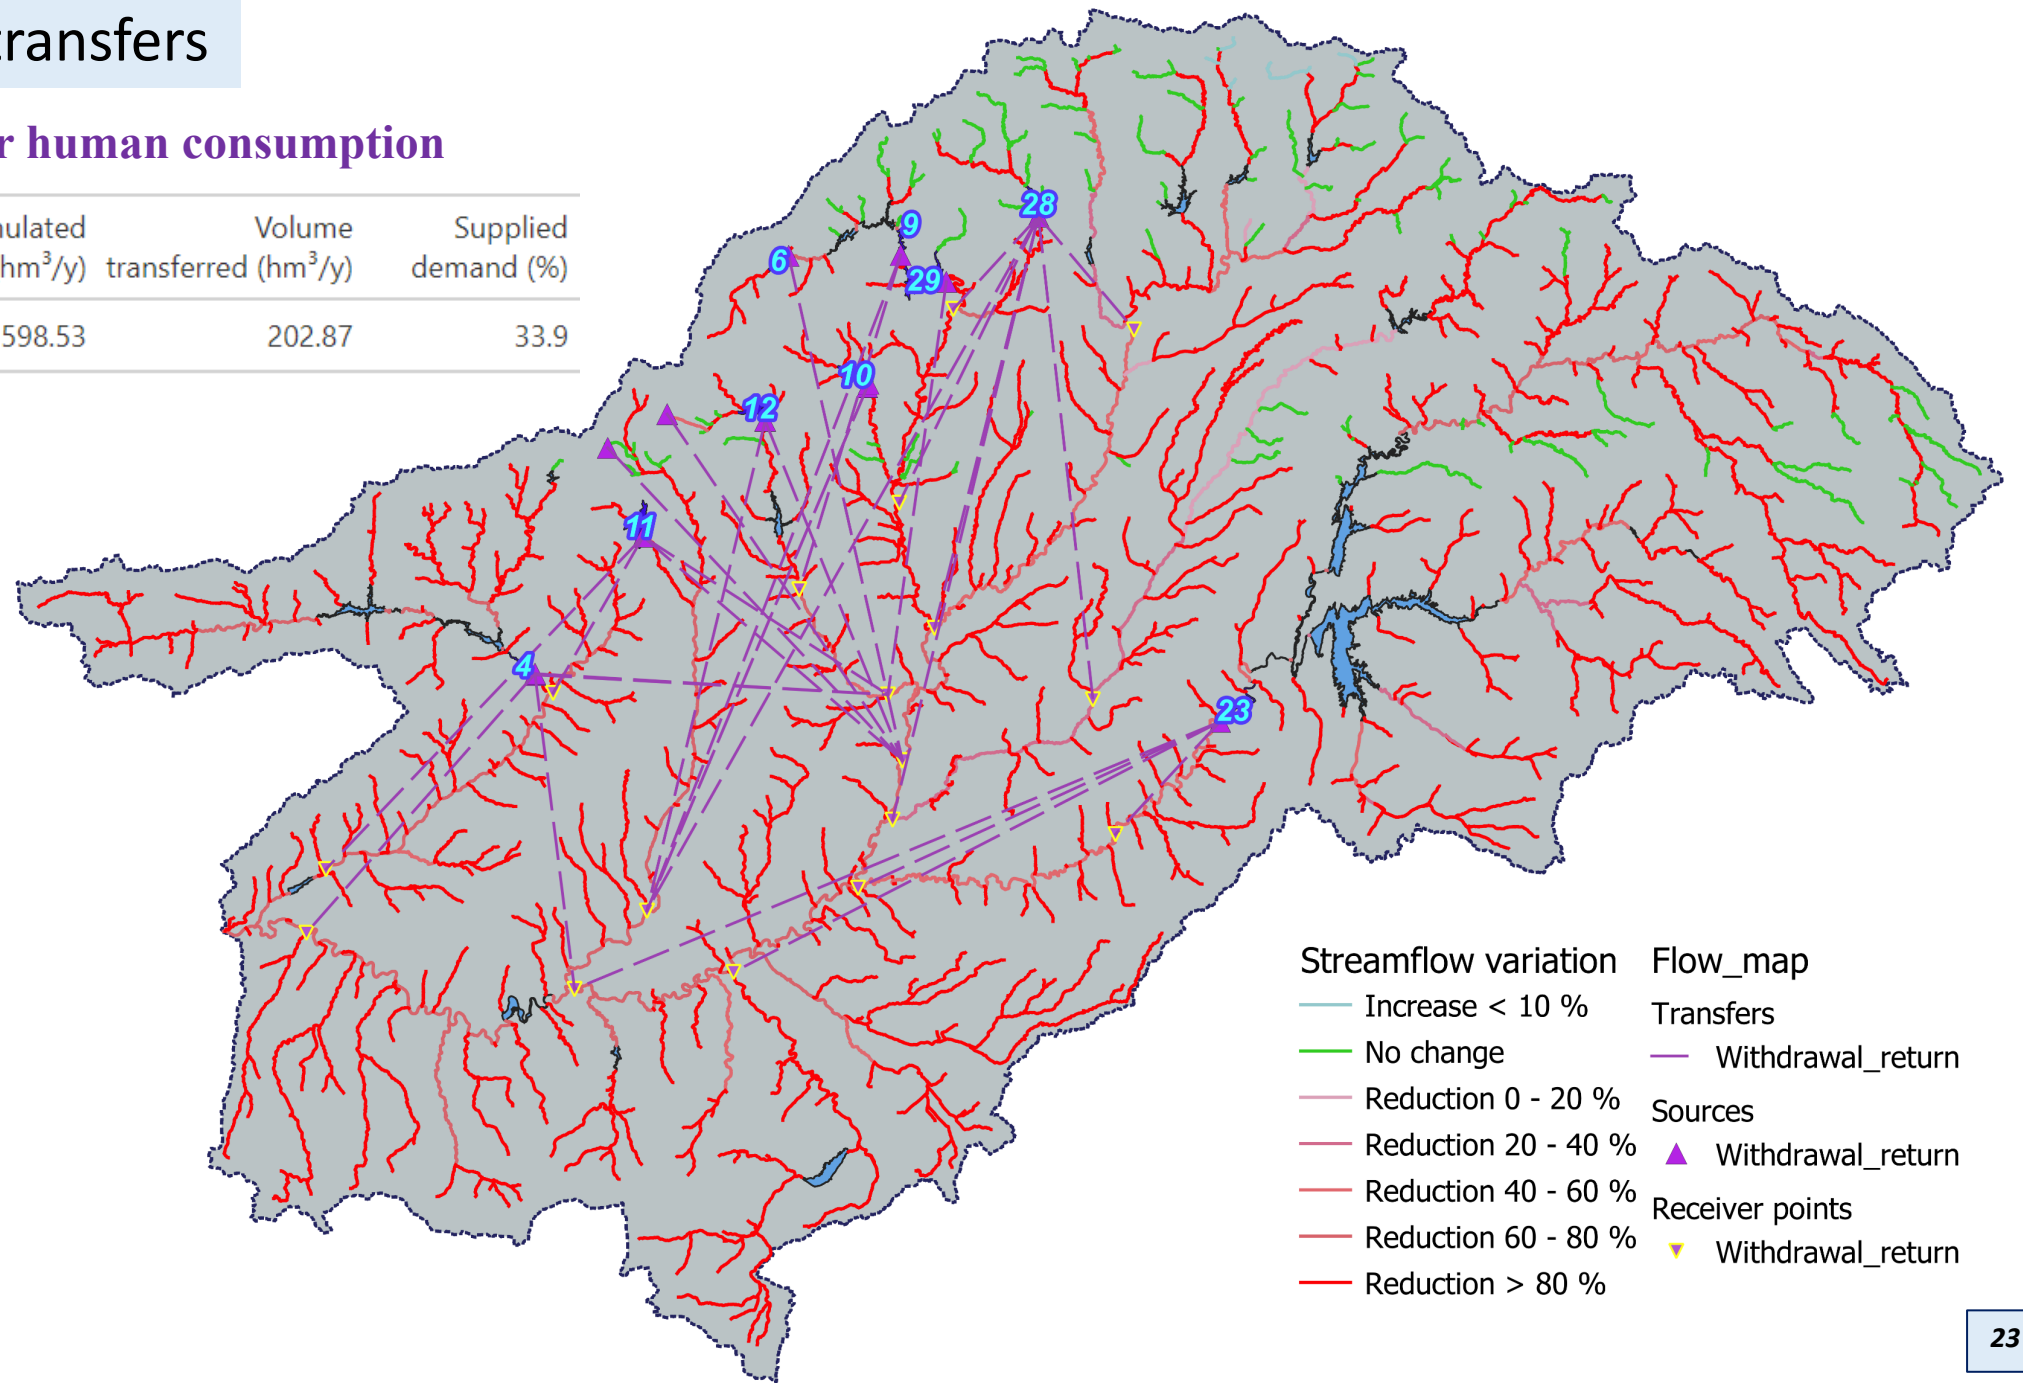 transfers
r human consumption
nulated Volume Supplied
hm³/y) transferred (hm³/y) demand (%)
598.53 202.87 33.9
28
9
6
29
10
12
11
4
23
Streamflow variation
Increase < 10 %
No change
Reduction 0 - 20 %
Reduction 20 - 40 %
Reduction 40 - 60 %
Reduction 60 - 80 %
Reduction > 80 %
Flow_map
Transfers
Withdrawal_return
Sources
Withdrawal_return
Receiver points
Withdrawal_return
23